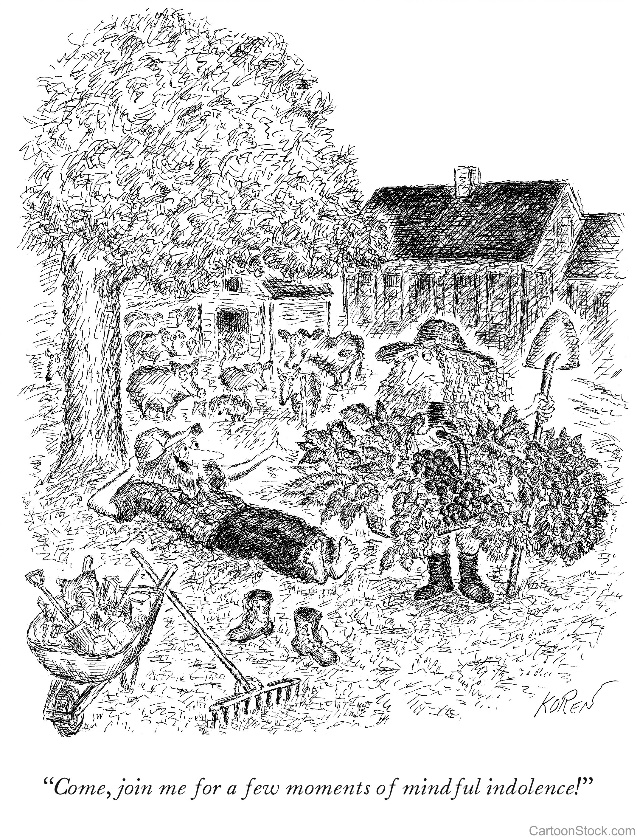 KOREN
“Come, join me for a few moments of mindful indolence!”
CartoonStock.com